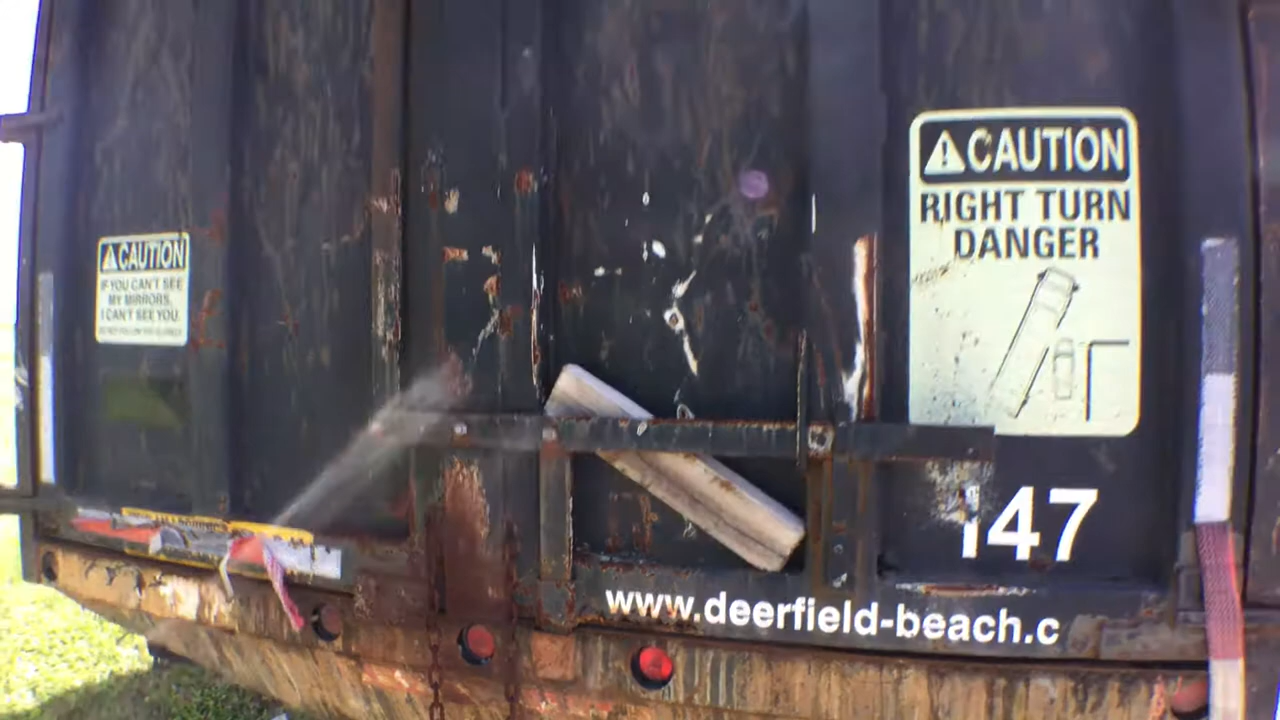 CAUTION
IF YOU CAN'T SEE
MY MIRRORS,
I CAN'T SEE YOU.
CAUTION
RIGHT TURN
DANGER
147
www.deerfield-beach.c